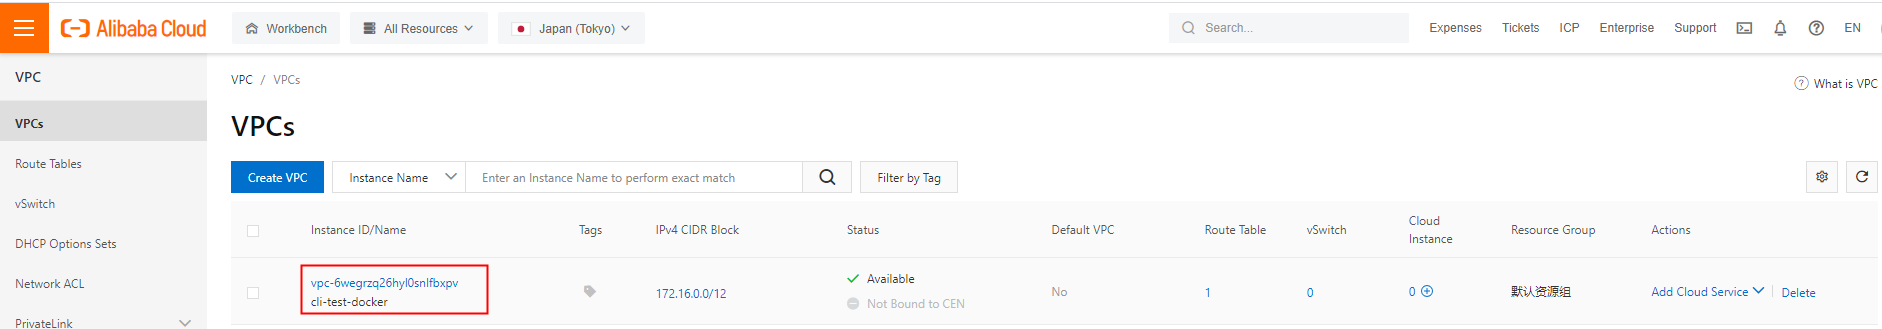 Alibaba Cloud
Workbench
All Resources
Japan (Tokyo)
Search...
Expenses
Tickets
ICP
Enterprise
Support
EN
VPC
VPCs
Route Tables
vSwitch
DHCP Options Sets
Network ACL
PrivateLink
VPC / VPCs
What is VPC
VPCs
Create VPC
Instance Name
Enter an Instance Name to perform exact match
Filter by Tag
Instance ID/Name
Tags
IPv4 CIDR Block
Status
Default VPC
Route Table
vSwitch
Cloud
Instance
Resource Group
Actions
vpc-6wegrzq26hyl0snlfbxpv
cli-test-docker
172.16.0.0/12
Available
Not Bound to CEN
No
1
0
0
默认资源组
Add Cloud Service
Delete